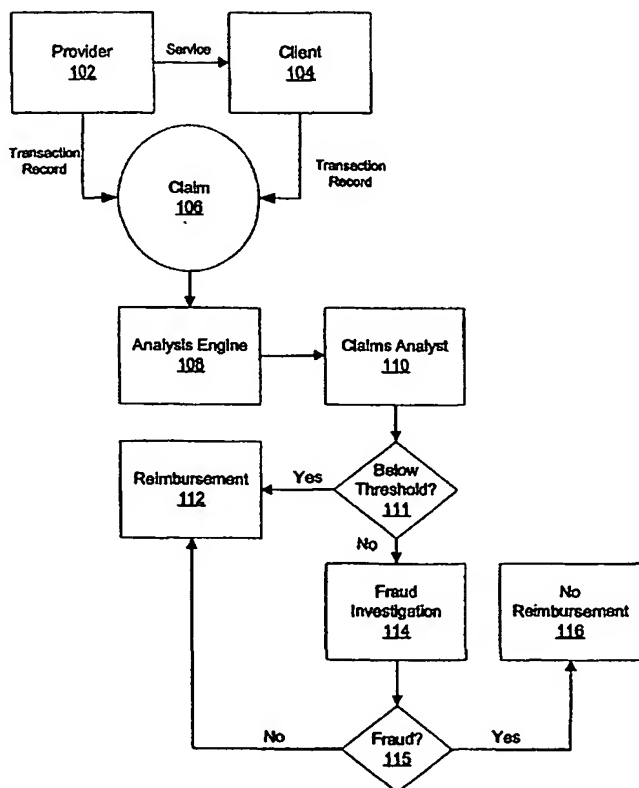 Provider
102
Service
Client
104
Transaction
Record
Transaction
Record
Claim
106
Analysis Engine
108
Claims Analyst
110
Reimbursement
112
Yes
Below
Threshold?
111
No
Fraud
Investigation
114
No
Reimbursement
116
No
Fraud?
115
Yes